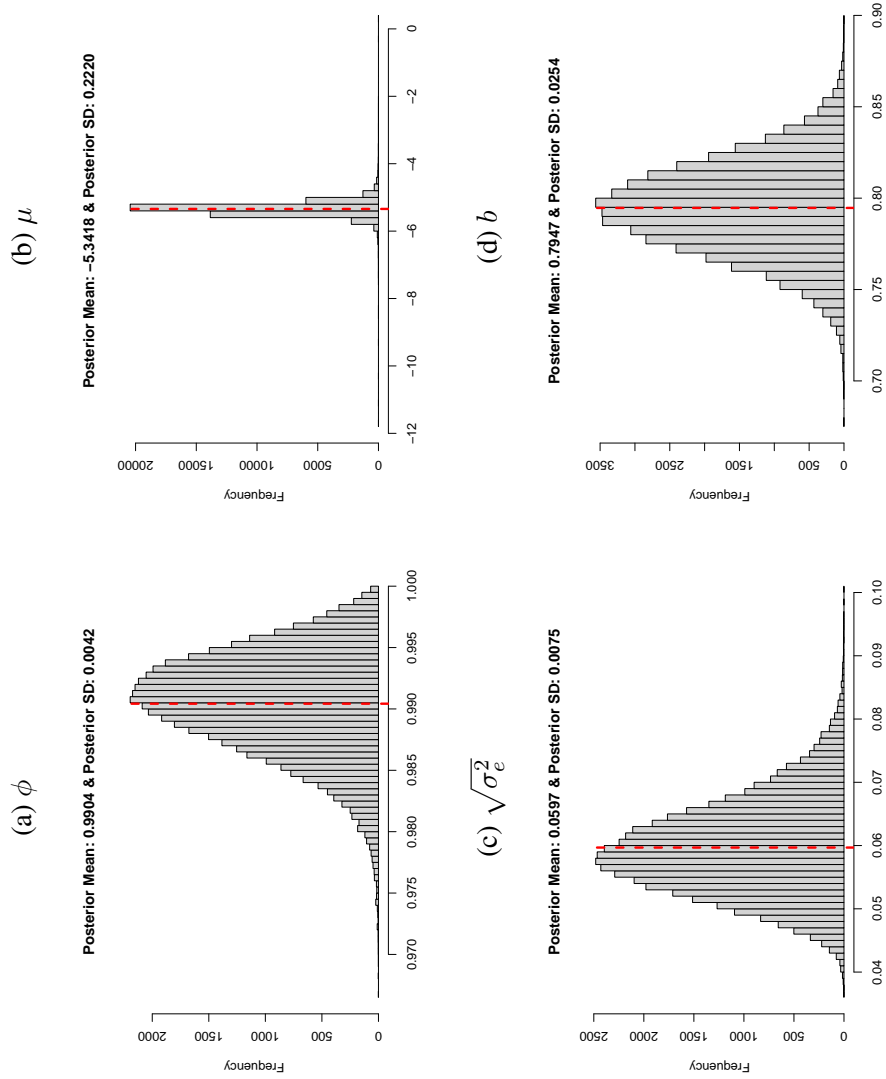 (a) φ
Posterior Mean: 0.9904 & Posterior SD: 0.0042
Frequency
2000
1500
1000
500
0
0.970 0.975 0.980 0.985 0.990 0.995 1.000
(b) μ
Posterior Mean: −5.3418 & Posterior SD: 0.2220
Frequency
20000
15000
10000
5000
0
−12 −10 −8 −6 −4 −2 0
(c) √σ²ₑ
Posterior Mean: 0.0597 & Posterior SD: 0.0075
Frequency
2500
2000
1500
1000
500
0
0.04 0.05 0.06 0.07 0.08 0.09 0.10
(d) b
Posterior Mean: 0.7947 & Posterior SD: 0.0254
Frequency
3500
2500
1500
500
0
0.70 0.75 0.80 0.85 0.90